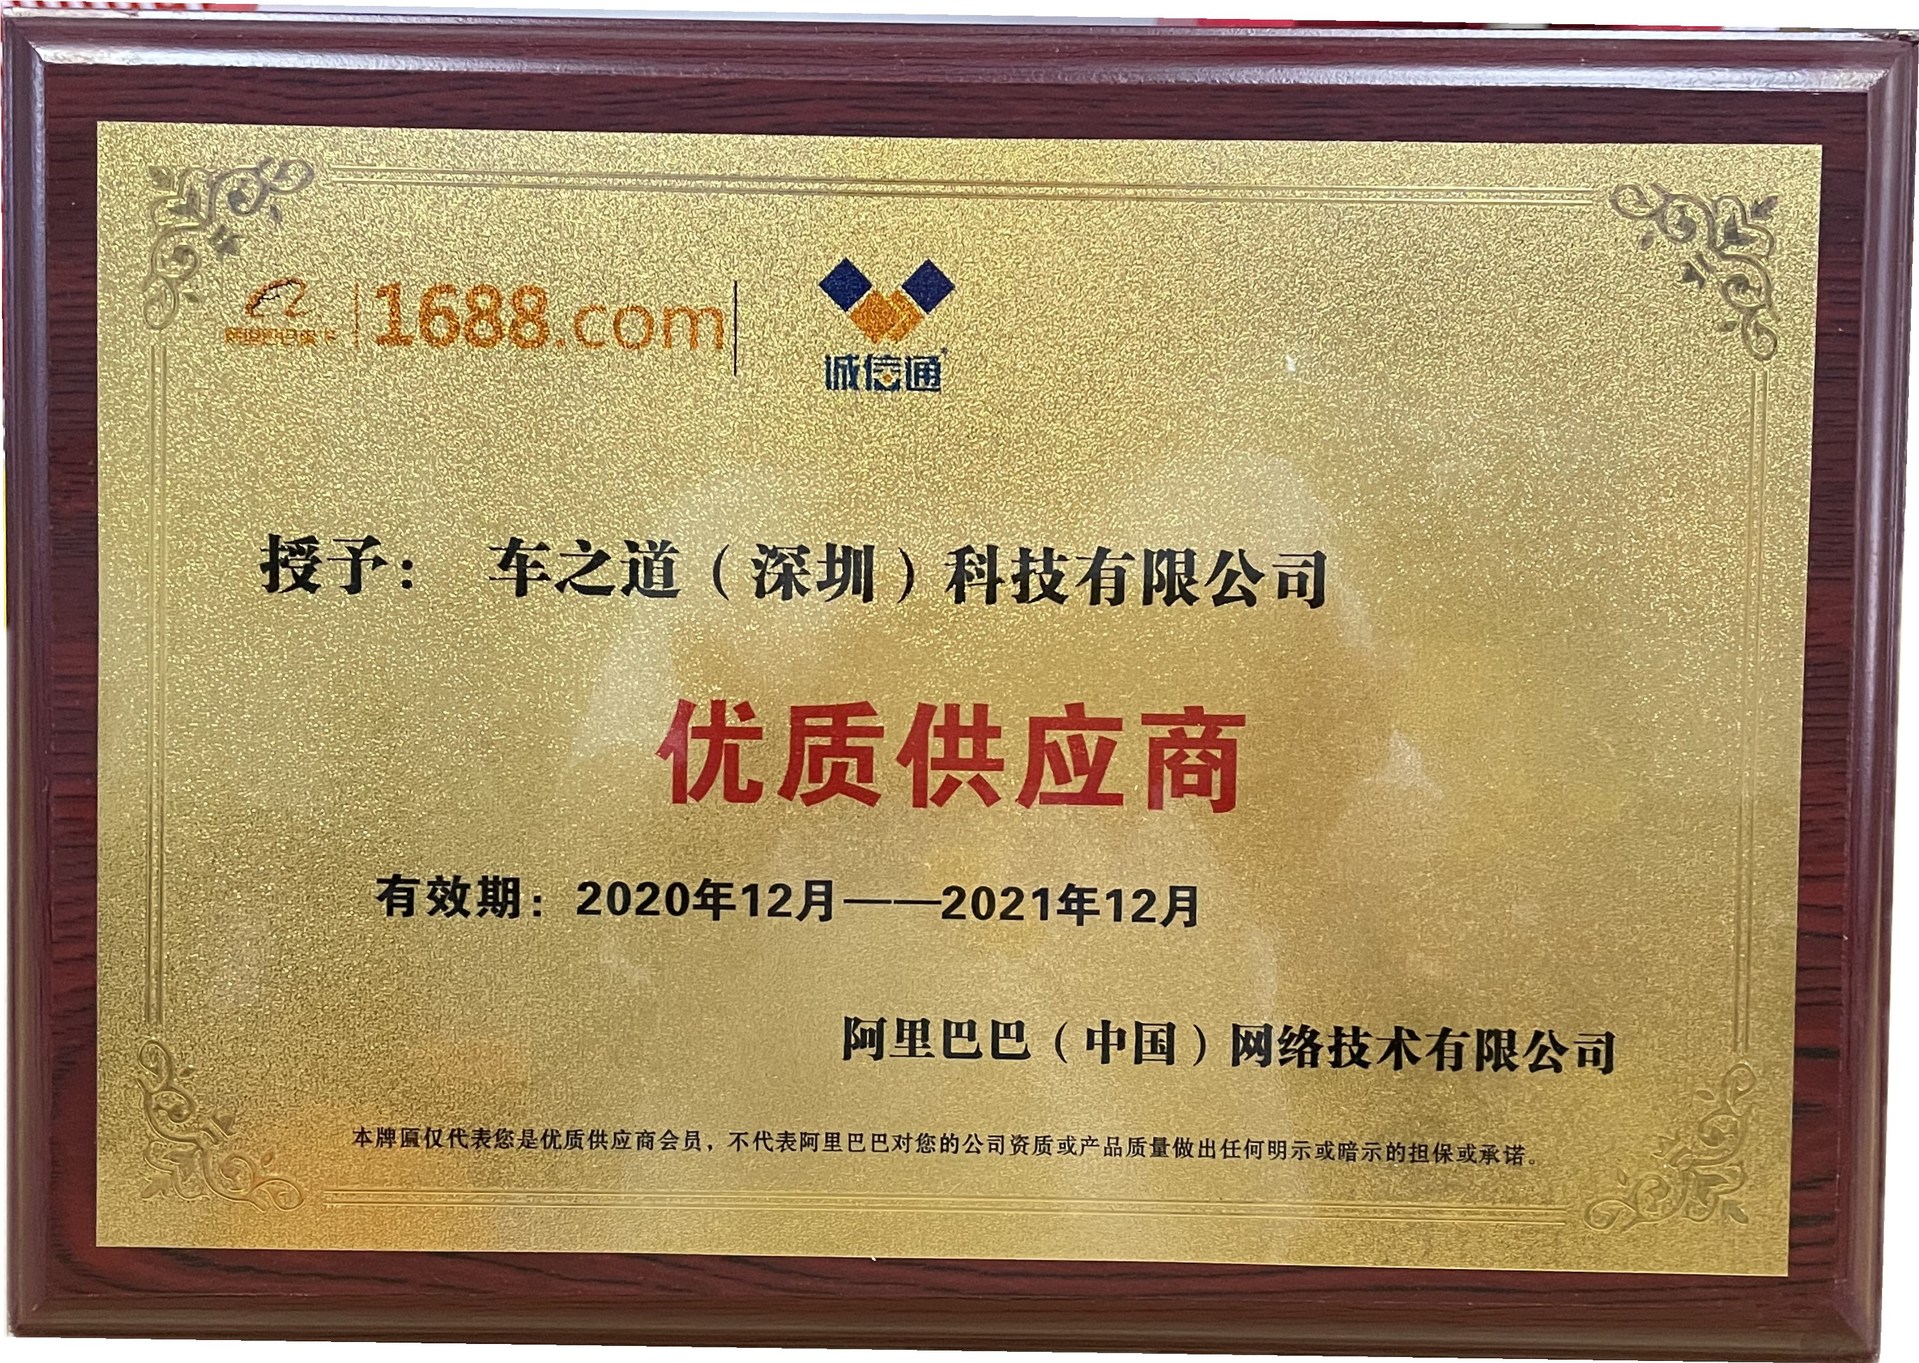 1688.com
诚信通
授予： 车之道（深圳）科技有限公司
优质供应商
有效期：2020年12月——2021年12月
阿里巴巴（中国）网络技术有限公司
本牌匾仅代表您是优质供应商会员，不代表阿里巴巴对您的公司资质或产品质量做出任何明示或暗示的担保或承诺。